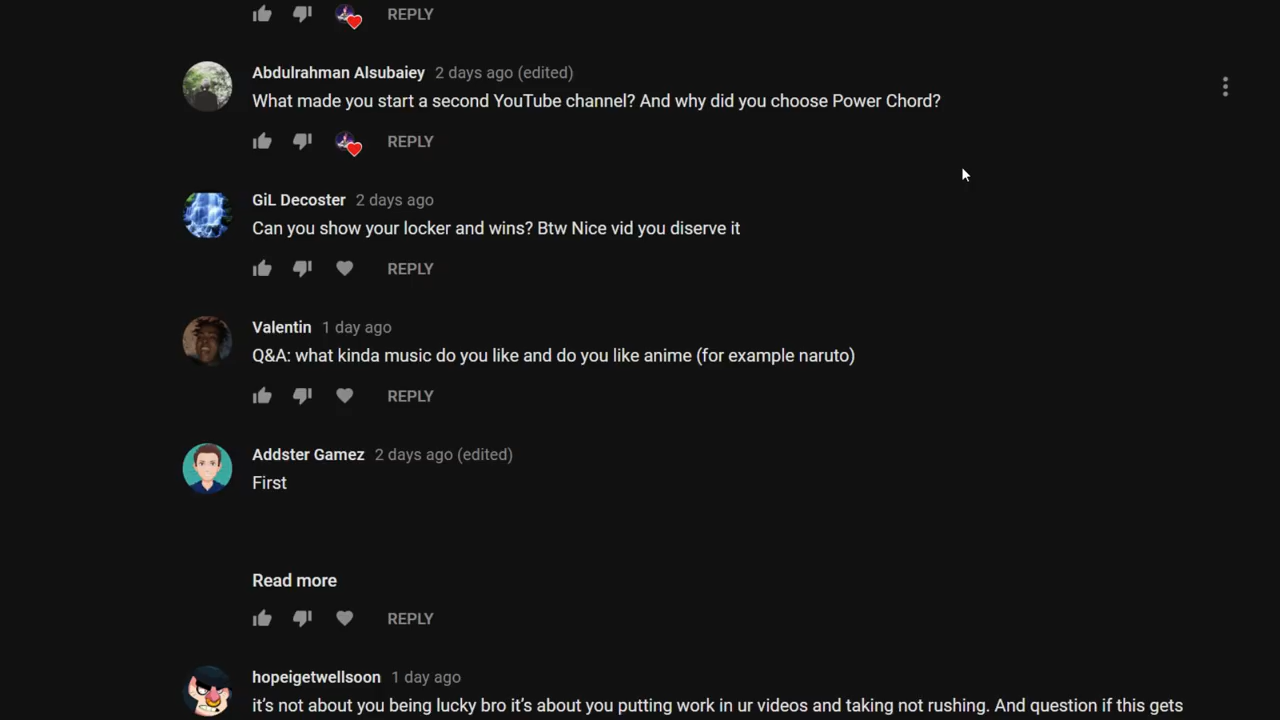 REPLY
Abdulrahman Alsubaiey 2 days ago (edited)
What made you start a second YouTube channel? And why did you choose Power Chord?
REPLY
GiL Decoster 2 days ago
Can you show your locker and wins? Btw Nice vid you diserve it
REPLY
Valentin 1 day ago
Q&A: what kinda music do you like and do you like anime (for example naruto)
REPLY
Addster Gamez 2 days ago (edited)
First
Read more
REPLY
hopeigetwellsoon 1 day ago
it's not about you being lucky bro it's about you putting work in ur videos and taking not rushing. And question if this gets